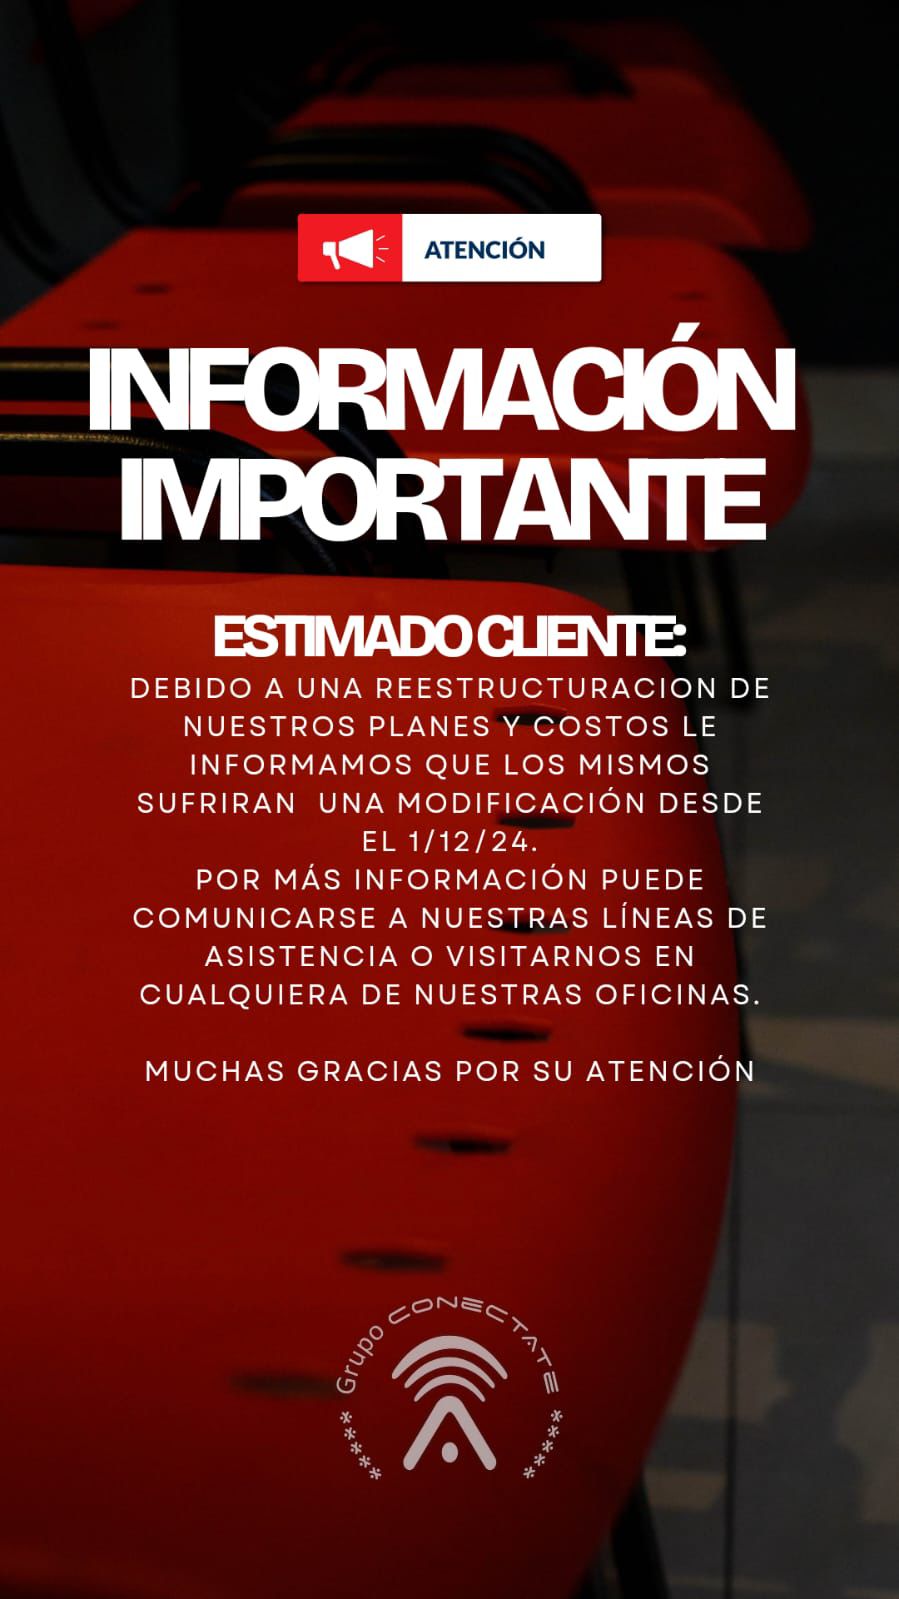 ATENCIÓN
INFORMACIÓN
IMPORTANTE
ESTIMADO CLIENTE:
DEBIDO A UNA REESTRUCTURACION DE
NUESTROS PLANES Y COSTOS LE
INFORMAMOS QUE LOS MISMOS
SUFRIRAN  UNA MODIFICACIÓN DESDE
EL 1/12/24.
POR MÁS INFORMACIÓN PUEDE
COMUNICARSE A NUESTRAS LÍNEAS DE
ASISTENCIA O VISITARNOS EN
CUALQUIERA DE NUESTRAS OFICINAS.
MUCHAS GRACIAS POR SU ATENCIÓN
Grupo CONECTATE